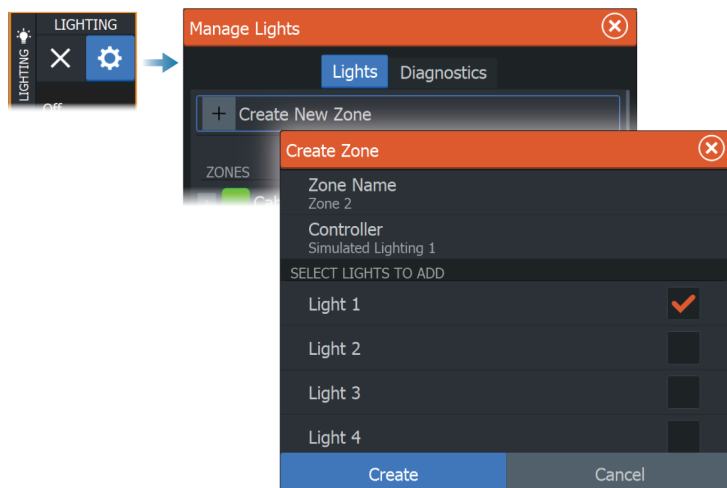 LIGHTING
LIGHTING
Off
Manage Lights
Lights
Diagnostics
+ Create New Zone
ZONES
Create Zone
Zone Name
Zone 2
Controller
Simulated Lighting 1
SELECT LIGHTS TO ADD
Light 1
Light 2
Light 3
Light 4
Create
Cancel